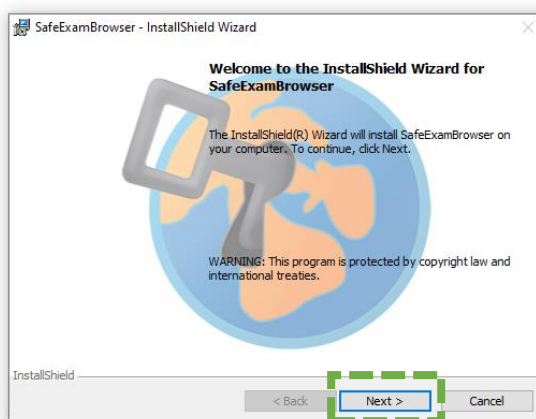 SafeExamBrowser - InstallShield Wizard
Welcome to the InstallShield Wizard for
SafeExamBrowser
The InstallShield(R) Wizard will install SafeExamBrowser on
your computer. To continue, click Next.
WARNING: This program is protected by copyright law and
international treaties.
InstallShield
< Back Next > Cancel